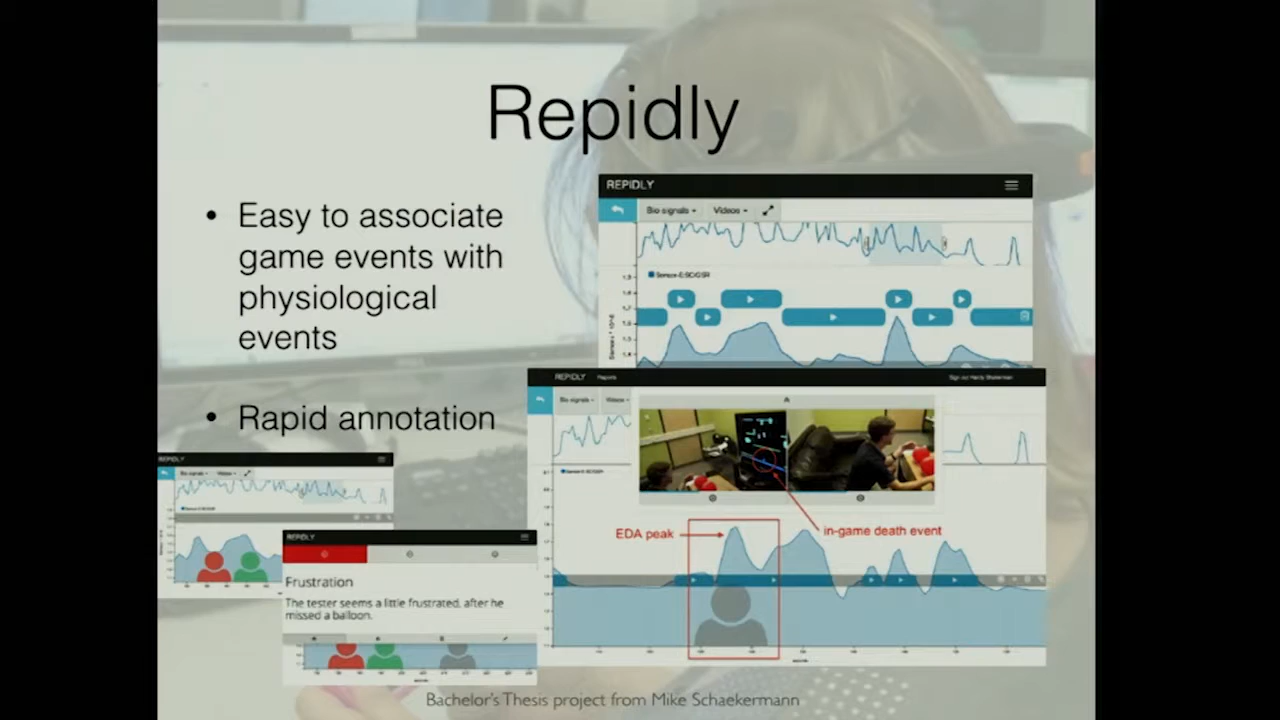 Repidly
• Easy to associate
game events with
physiological
events
• Rapid annotation
REPIDLY
Bio signals
Videos
REPIDLY
Bio signals
Videos
EDA peak
in-game death event
REPIDLY
Bio signals
Videos
REPIDLY
Frustration
The tester seems a little frustrated, after he
missed a balloon.
Bachelor's Thesis project from Mike Schaekermann